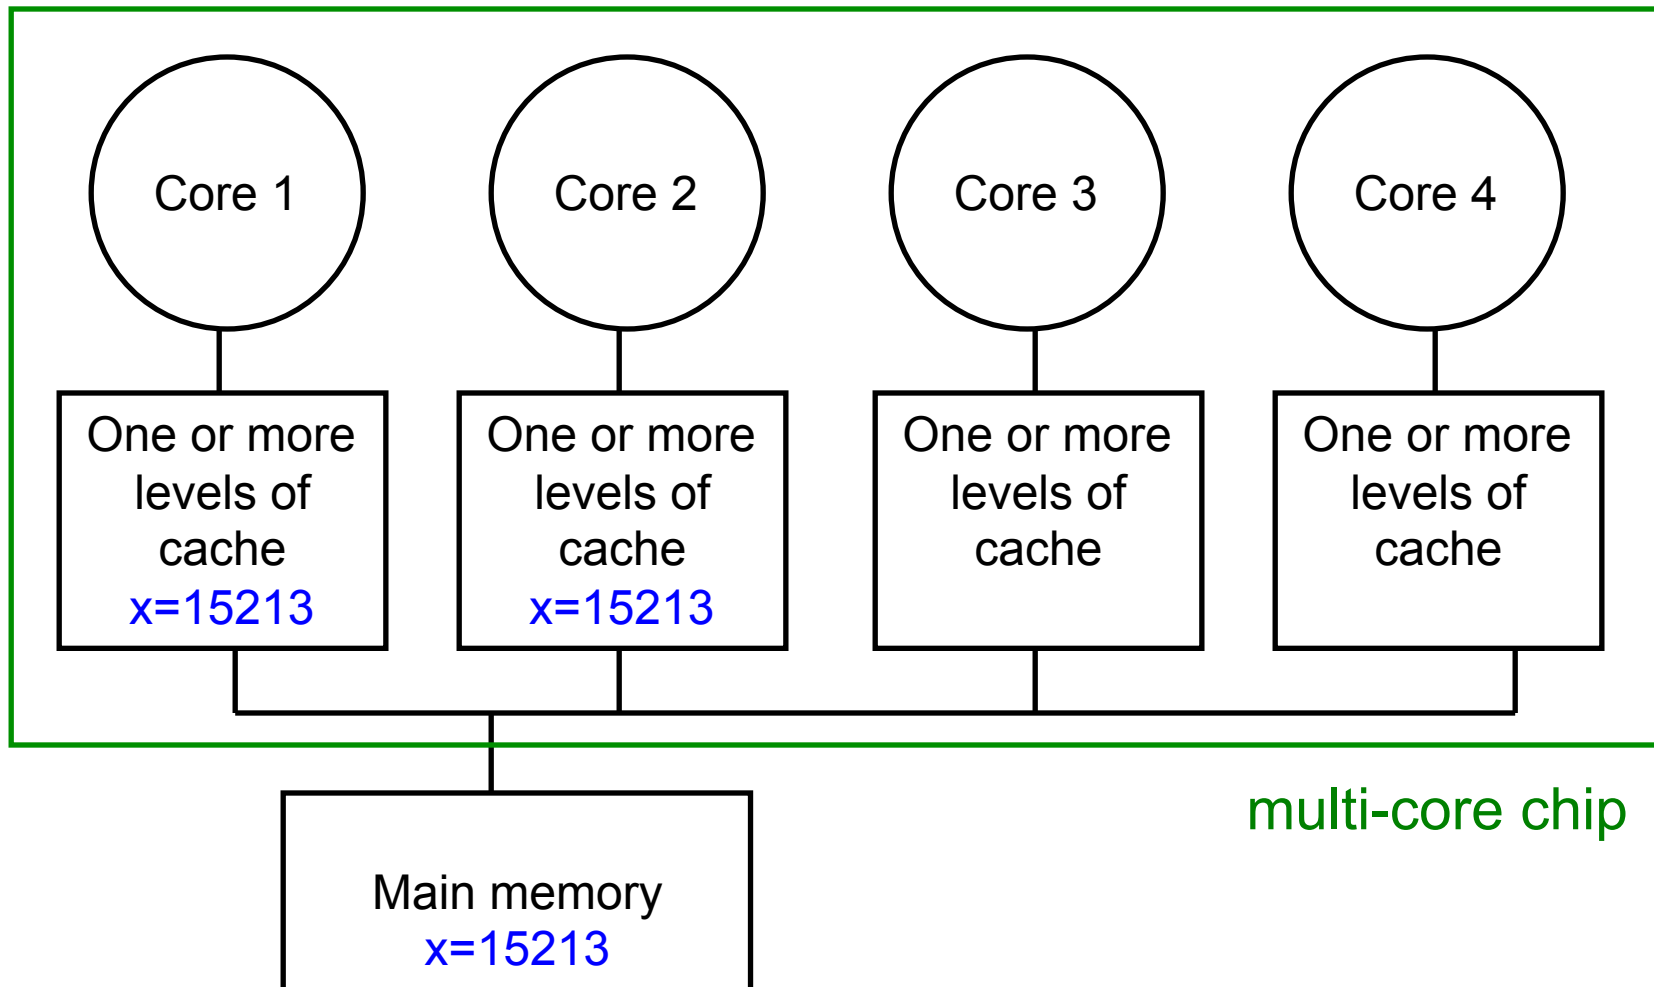 Core 1
Core 2
Core 3
Core 4
One or more
levels of
cache
x=15213
One or more
levels of
cache
x=15213
One or more
levels of
cache
One or more
levels of
cache
multi-core chip
Main memory
x=15213